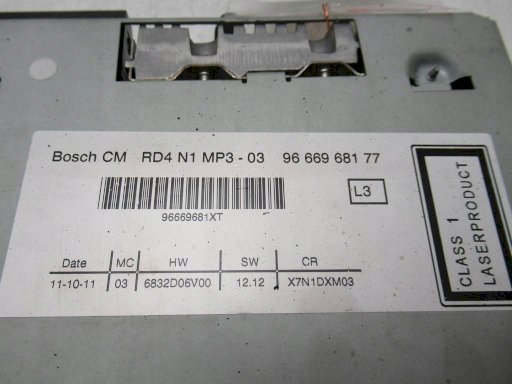 Bosch CM RD4 N1 MP3 - 03 96 669 681 77
L3
96669681XT
CLASS 1
LASERPRODUCT
Date MC HW SW CR
11-10-11 03 6832D06V00 12.12 X7N1DXM03